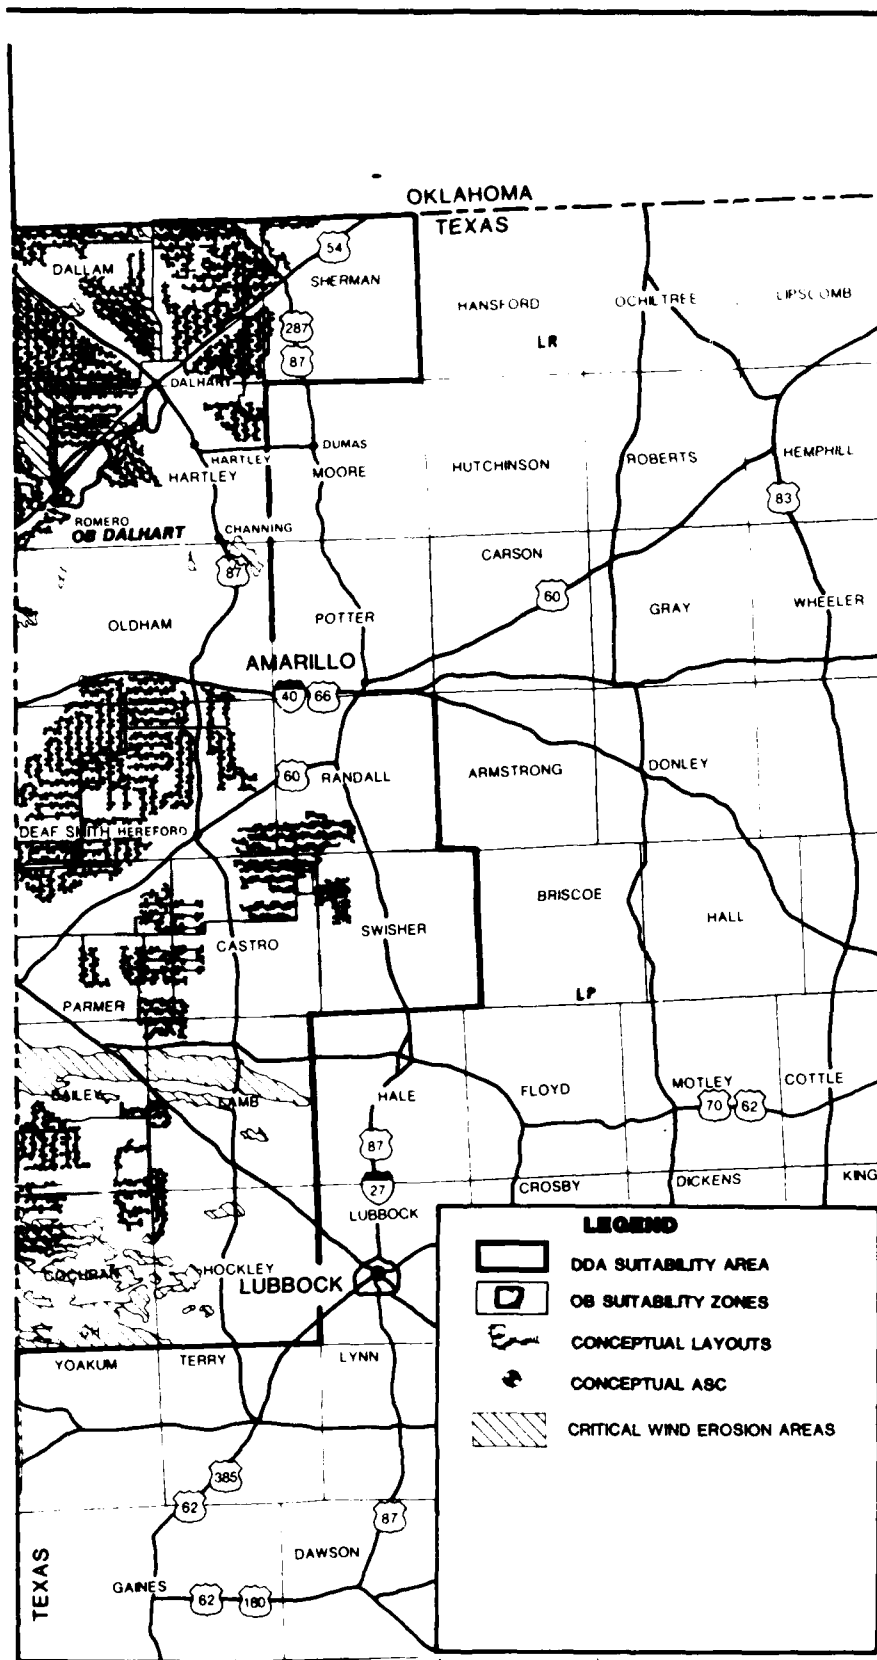 OKLAHOMA
TEXAS
DALLAM
54
SHERMAN
HANSFORD
OCHILTREE
LIPSCOMB
287
87
LR
DALHART
DUMAS
HARTLEY
HARTLEY
MOORE
HUTCHINSON
ROBERTS
HEMPHILL
83
ROMERO
OB DALHART
CHANNING
87
CARSON
60
OLDHAM
POTTER
GRAY
WHEELER
AMARILLO
40
66
60
RANDALL
ARMSTRONG
DONLEY
DEAF SMITH
HEREFORD
BRISCOE
HALL
CASTRO
SWISHER
PARMER
LP
BAILEY
LAMB
HALE
FLOYD
MOTLEY
COTTLE
70
62
87
27
CROSBY
DICKENS
KING
LUBBOCK
COCHRAN
HOCKLEY
LUBBOCK
LEGEND
DDA SUITABILITY AREA
OB SUITABILITY ZONES
CONCEPTUAL LAYOUTS
CONCEPTUAL ASC
CRITICAL WIND EROSION AREAS
YOAKUM
TERRY
LYNN
385
62
87
TEXAS
DAWSON
GAINES
62
180